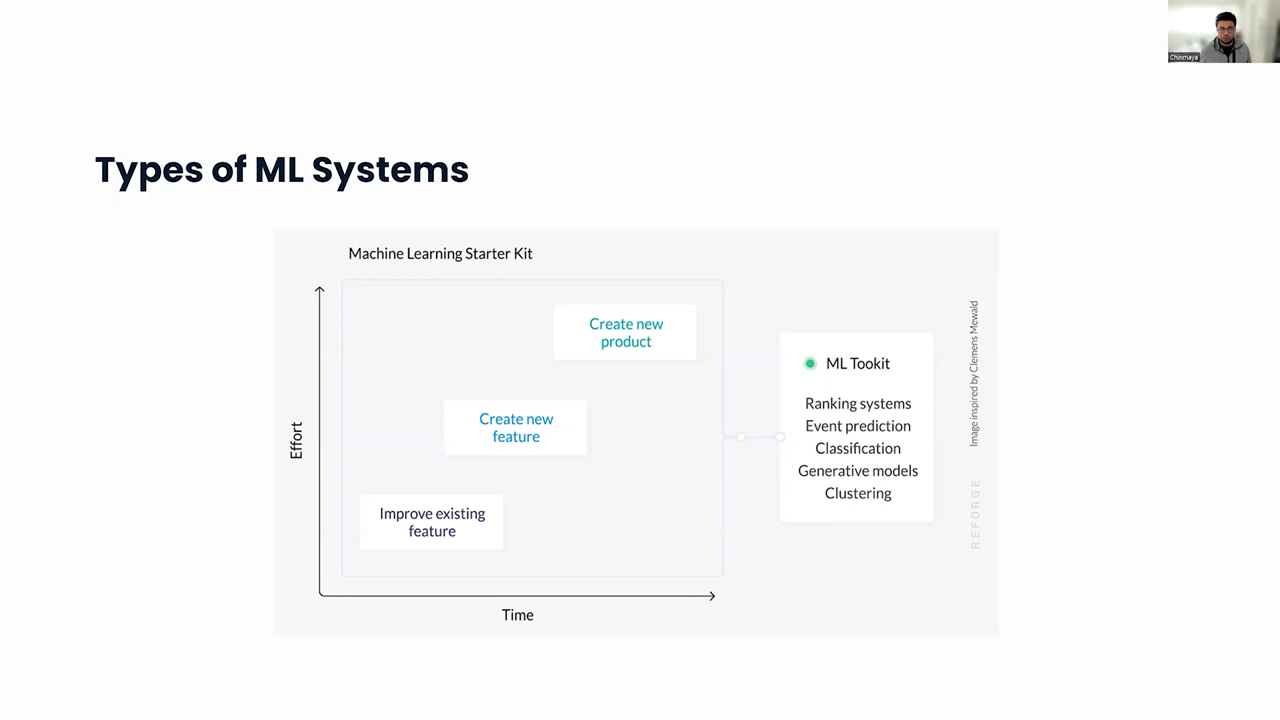 Chinmaya
Types of ML Systems
Machine Learning Starter Kit
Create new
product
Create new
feature
Improve existing
feature
Effort
Time
ML Tookit
Ranking systems
Event prediction
Classification
Generative models
Clustering
Image inspired by Clemens Mewald
REFORGE